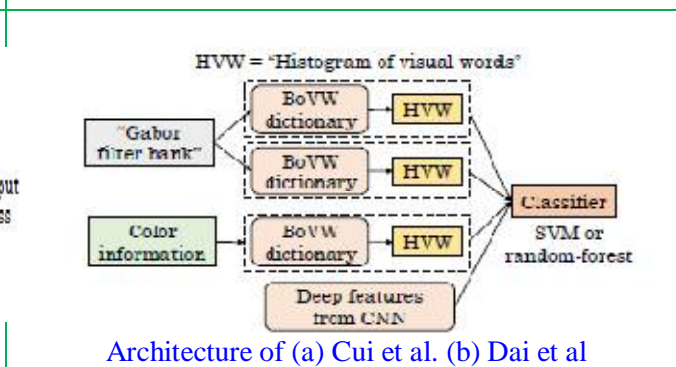 HVW = "Histogram of visual words"
BoVW
dictionary
HVW
"Gabor
filter bank"
BoVW
dictionary
HVW
Color
information
BoVW
dictionary
HVW
Classifier
SVM or
random-forest
Deep features
from CNN
Architecture of (a) Cui et al. (b) Dai et al